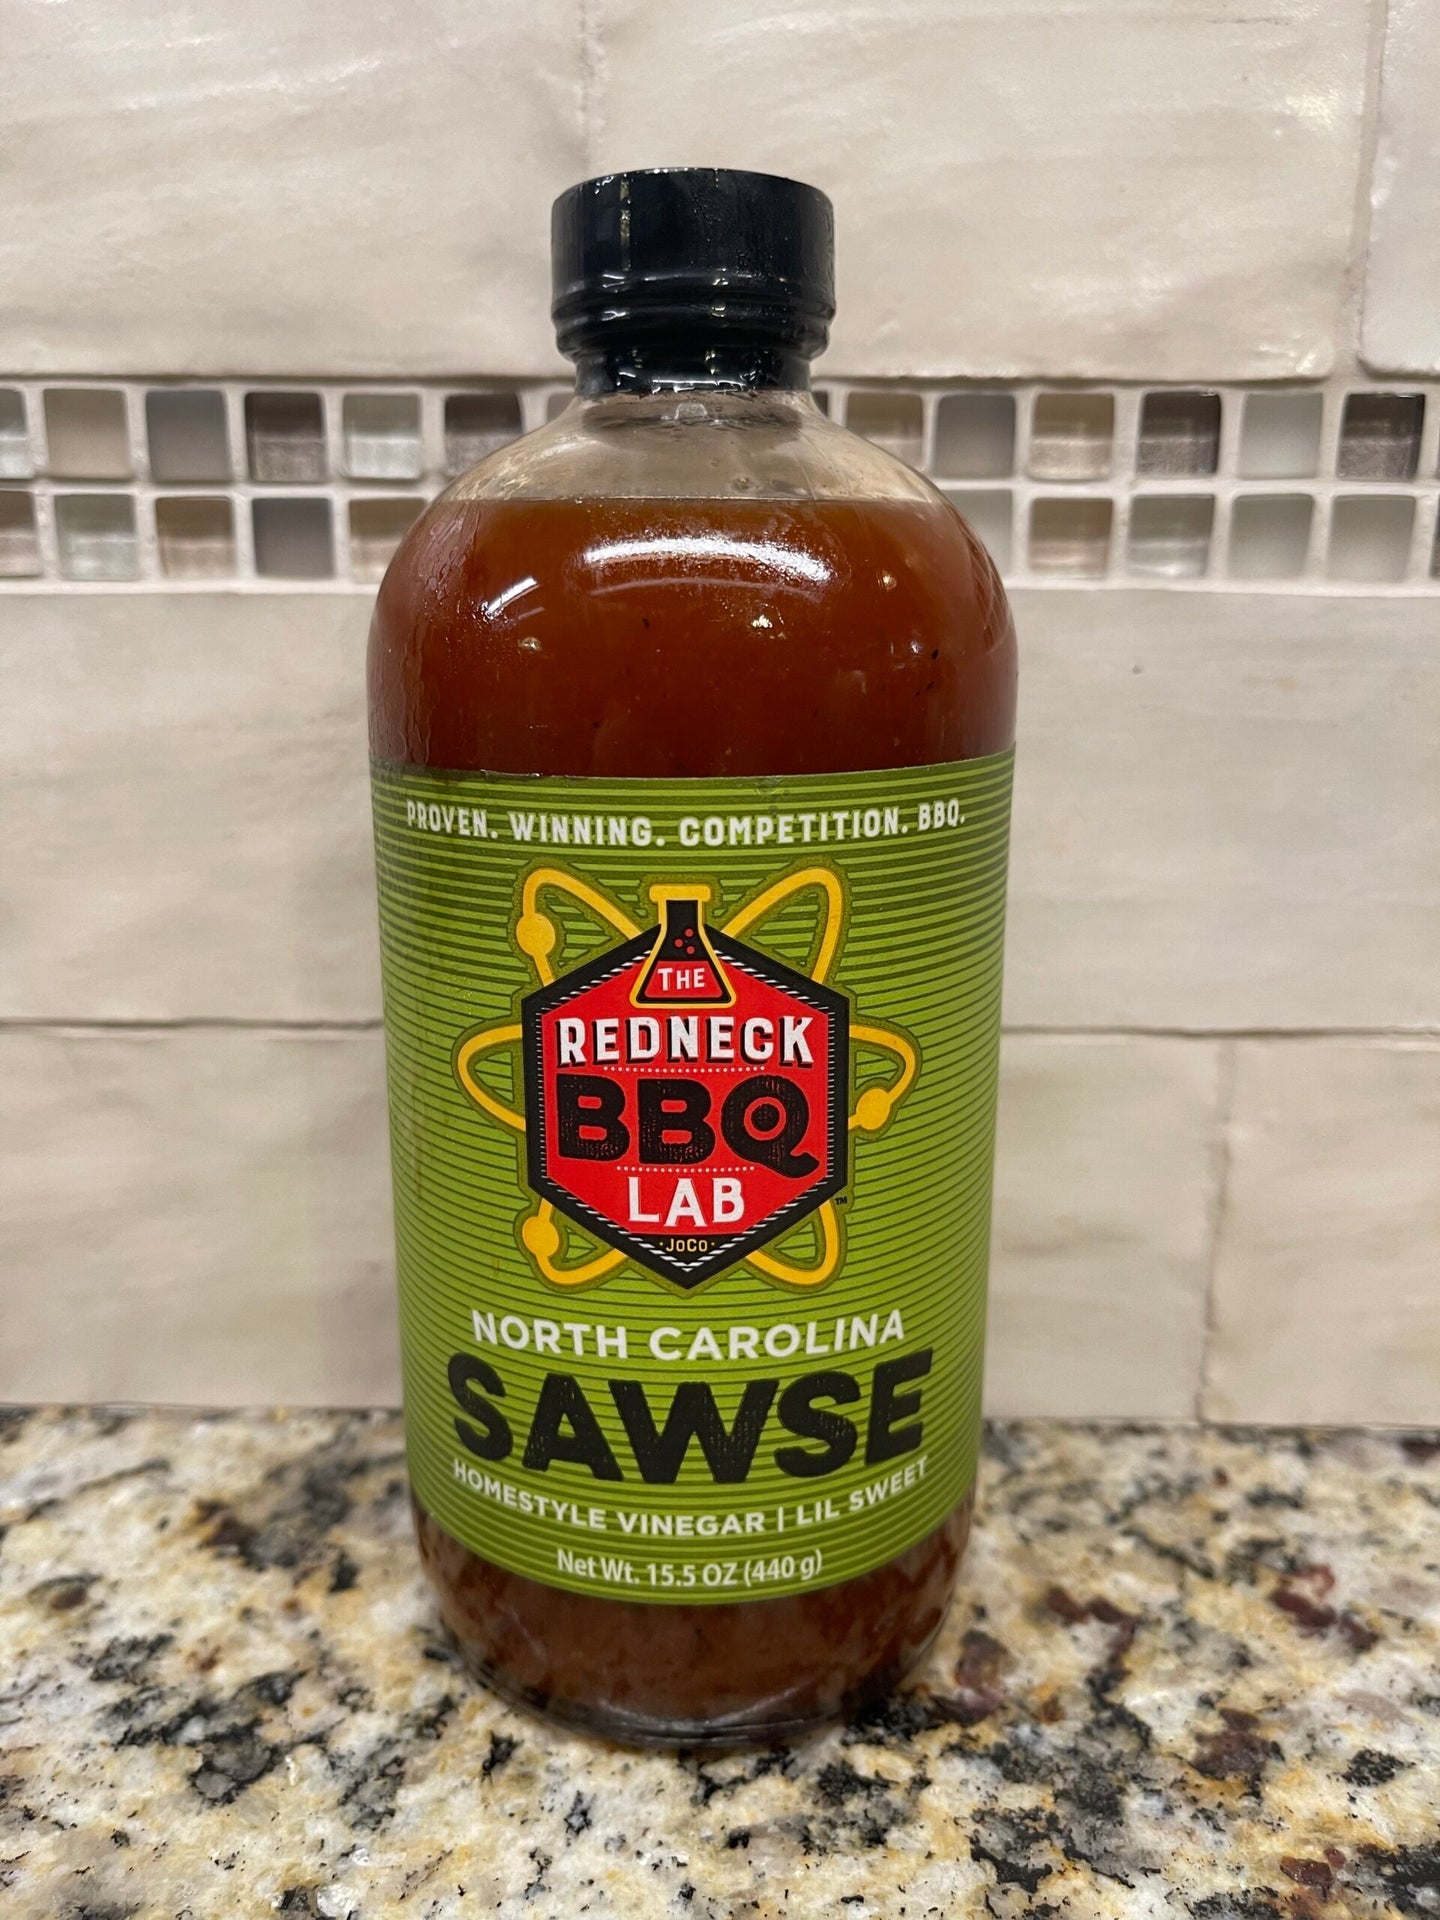 PROVEN. WINNING. COMPETITION. BBQ.
THE
REDNECK
BBQ
LAB
TM
·JoCo·
NORTH CAROLINA
SAWSE
HOMESTYLE VINEGAR | LIL SWEET
Net Wt. 15.5 OZ (440 g)